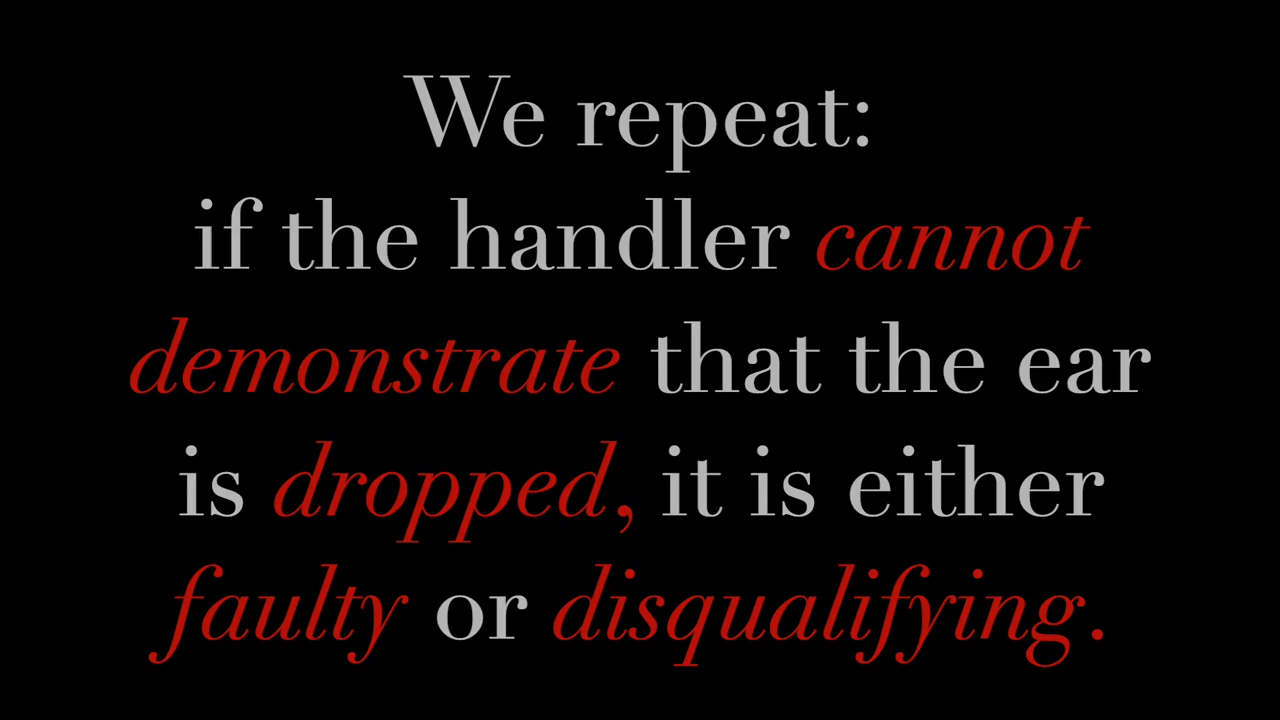 We repeat:
if the handler cannot
demonstrate that the ear
is dropped, it is either
faulty or disqualifying.